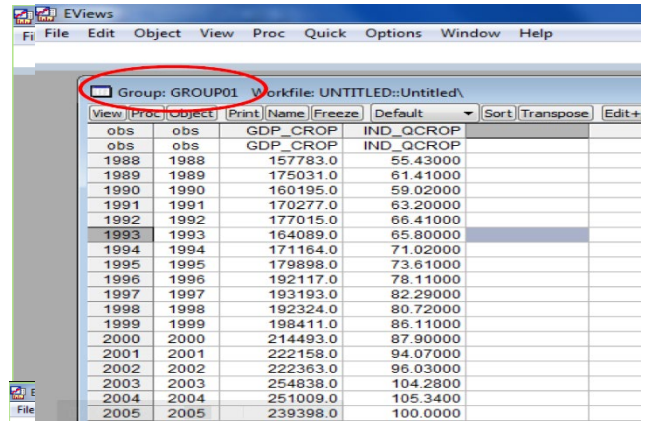 EViews
Fi File Edit Object View Proc Quick Options Window Help
Group: GROUP01 Workfile: UNTITLED::Untitled\
View Proc Object Print Name Freeze Default Sort Transpose Edit+
obs obs GDP_CROP IND_QCROP
obs obs GDP_CROP IND_QCROP
1988 1988 157783.0 55.43000
1989 1989 175031.0 61.41000
1990 1990 160195.0 59.02000
1991 1991 170277.0 63.20000
1992 1992 177015.0 66.41000
1993 1993 164089.0 65.80000
1994 1994 171164.0 71.02000
1995 1995 179898.0 73.61000
1996 1996 192117.0 78.11000
1997 1997 193193.0 82.29000
1998 1998 192324.0 80.72000
1999 1999 198411.0 86.11000
2000 2000 214493.0 87.90000
2001 2001 222158.0 94.07000
2002 2002 222363.0 96.03000
E 2003 2003 254838.0 104.2800
File 2004 2004 251009.0 105.3400
2005 2005 239398.0 100.0000